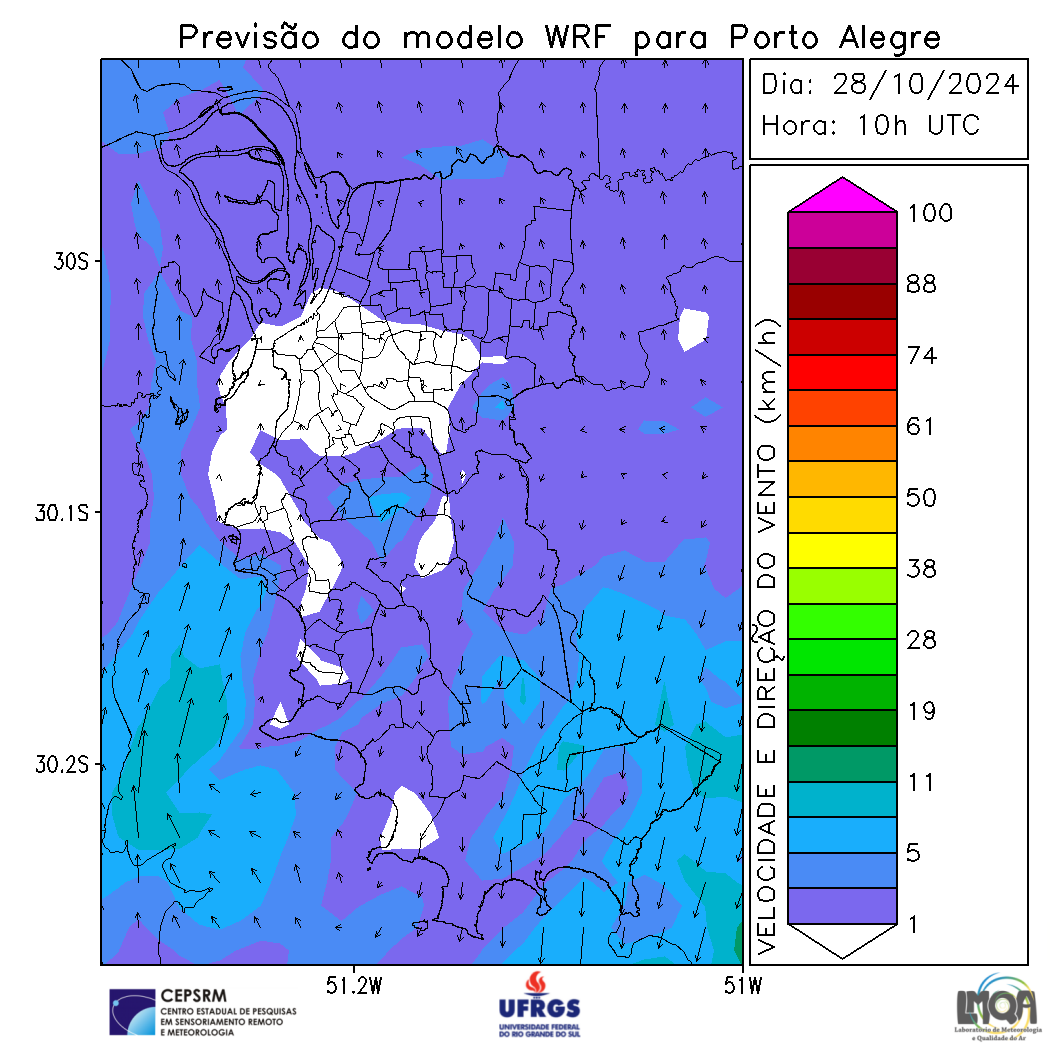 Previsão do modelo WRF para Porto Alegre
Dia: 28/10/2024
Hora: 10h UTC
30S
30.1S
30.2S
51.2W
51W
VELOCIDADE E DIREÇÃO DO VENTO (km/h)
100
88
74
61
50
38
28
19
11
5
1
CEPSRM
CENTRO ESTADUAL DE PESQUISAS
EM SENSORIAMENTO REMOTO
E METEOROLOGIA
UFRGS
UNIVERSIDADE FEDERAL
DO RIO GRANDE DO SUL
LMQA
Laboratório de Meteorologia
e Qualidade do Ar